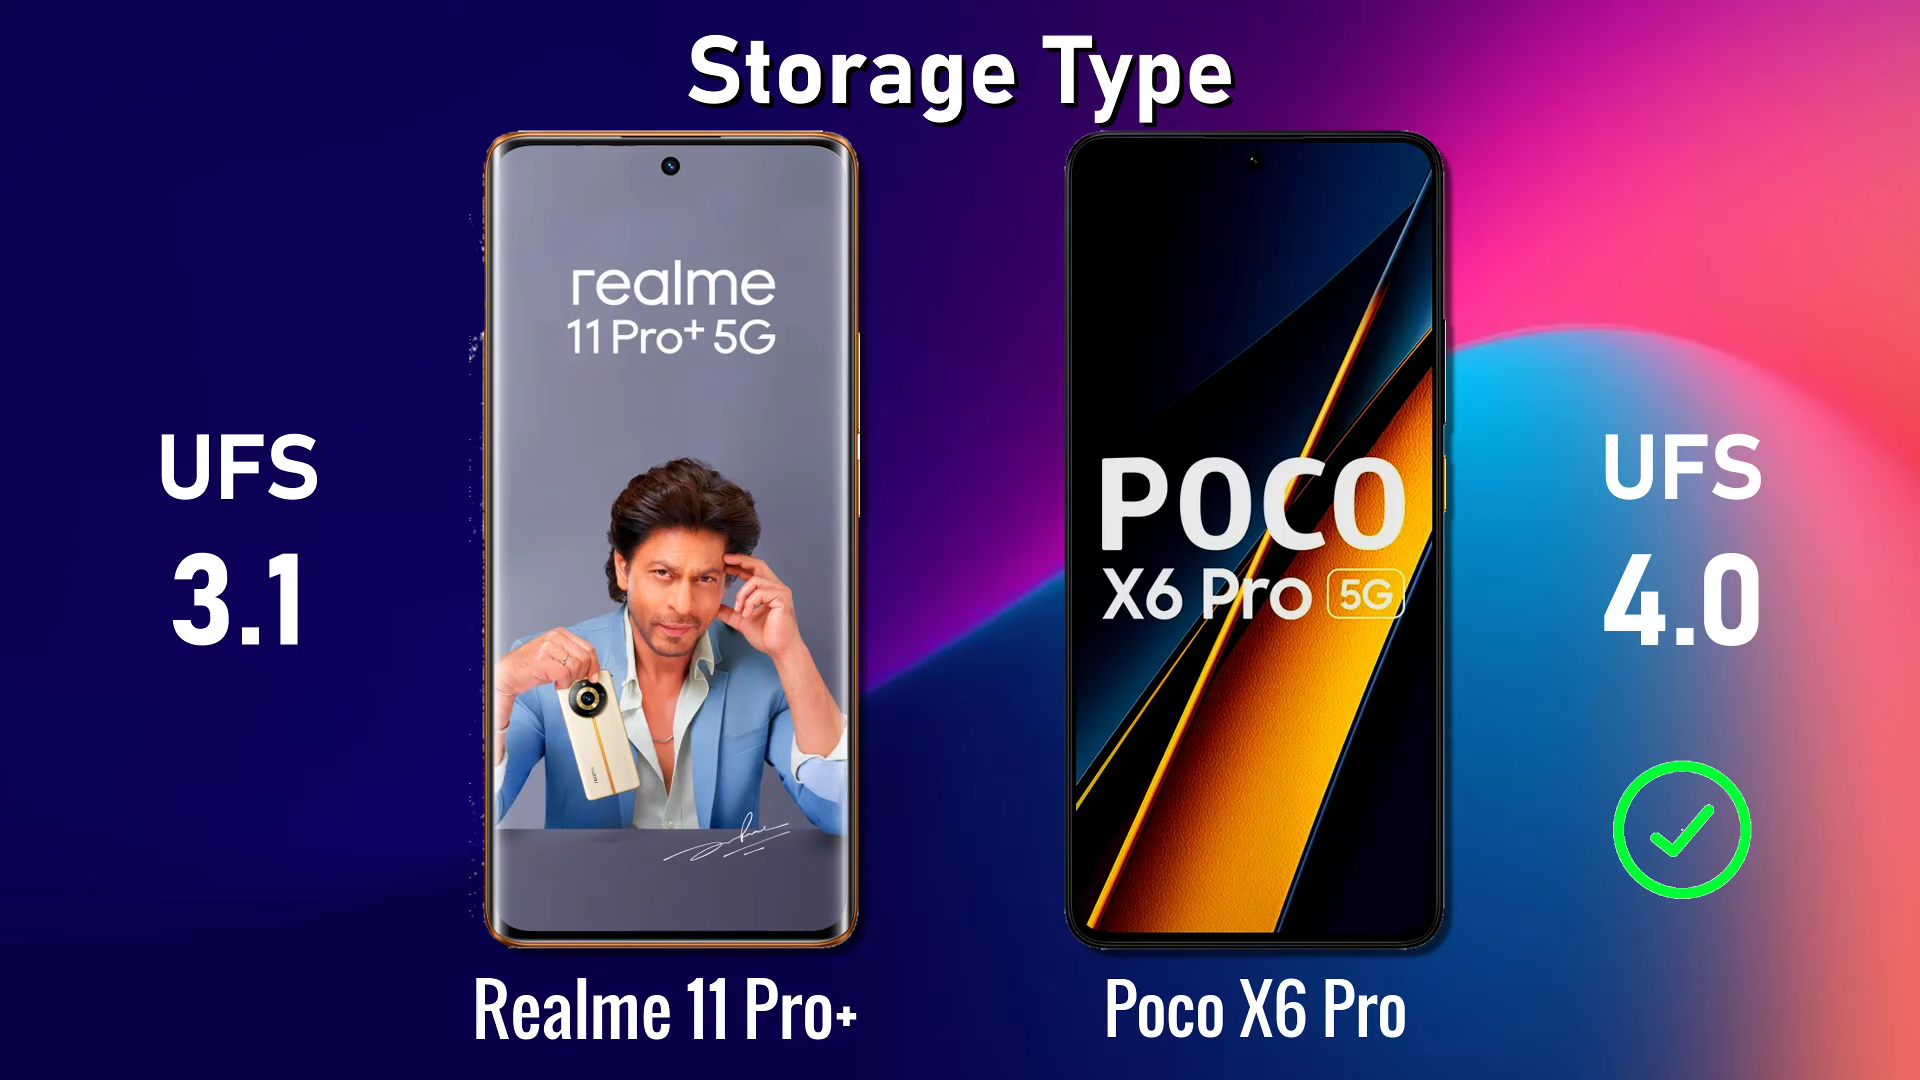 Storage Type
realme
11 Pro+ 5G
UFS
3.1
POCO
X6 Pro 5G
UFS
4.0
Realme 11 Pro+
Poco X6 Pro